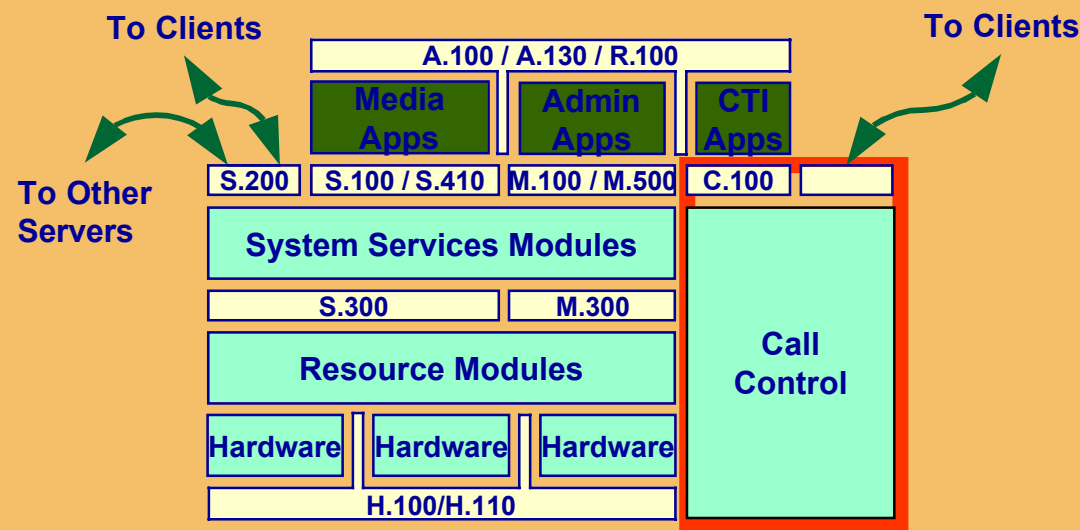 To Clients
To Clients
A.100 / A.130 / R.100
Media
Apps
Admin
Apps
CTI
Apps
To Other
Servers
S.200
S.100 / S.410
M.100 / M.500
C.100
System Services Modules
S.300
M.300
Resource Modules
Call
Control
Hardware
Hardware
Hardware
H.100/H.110